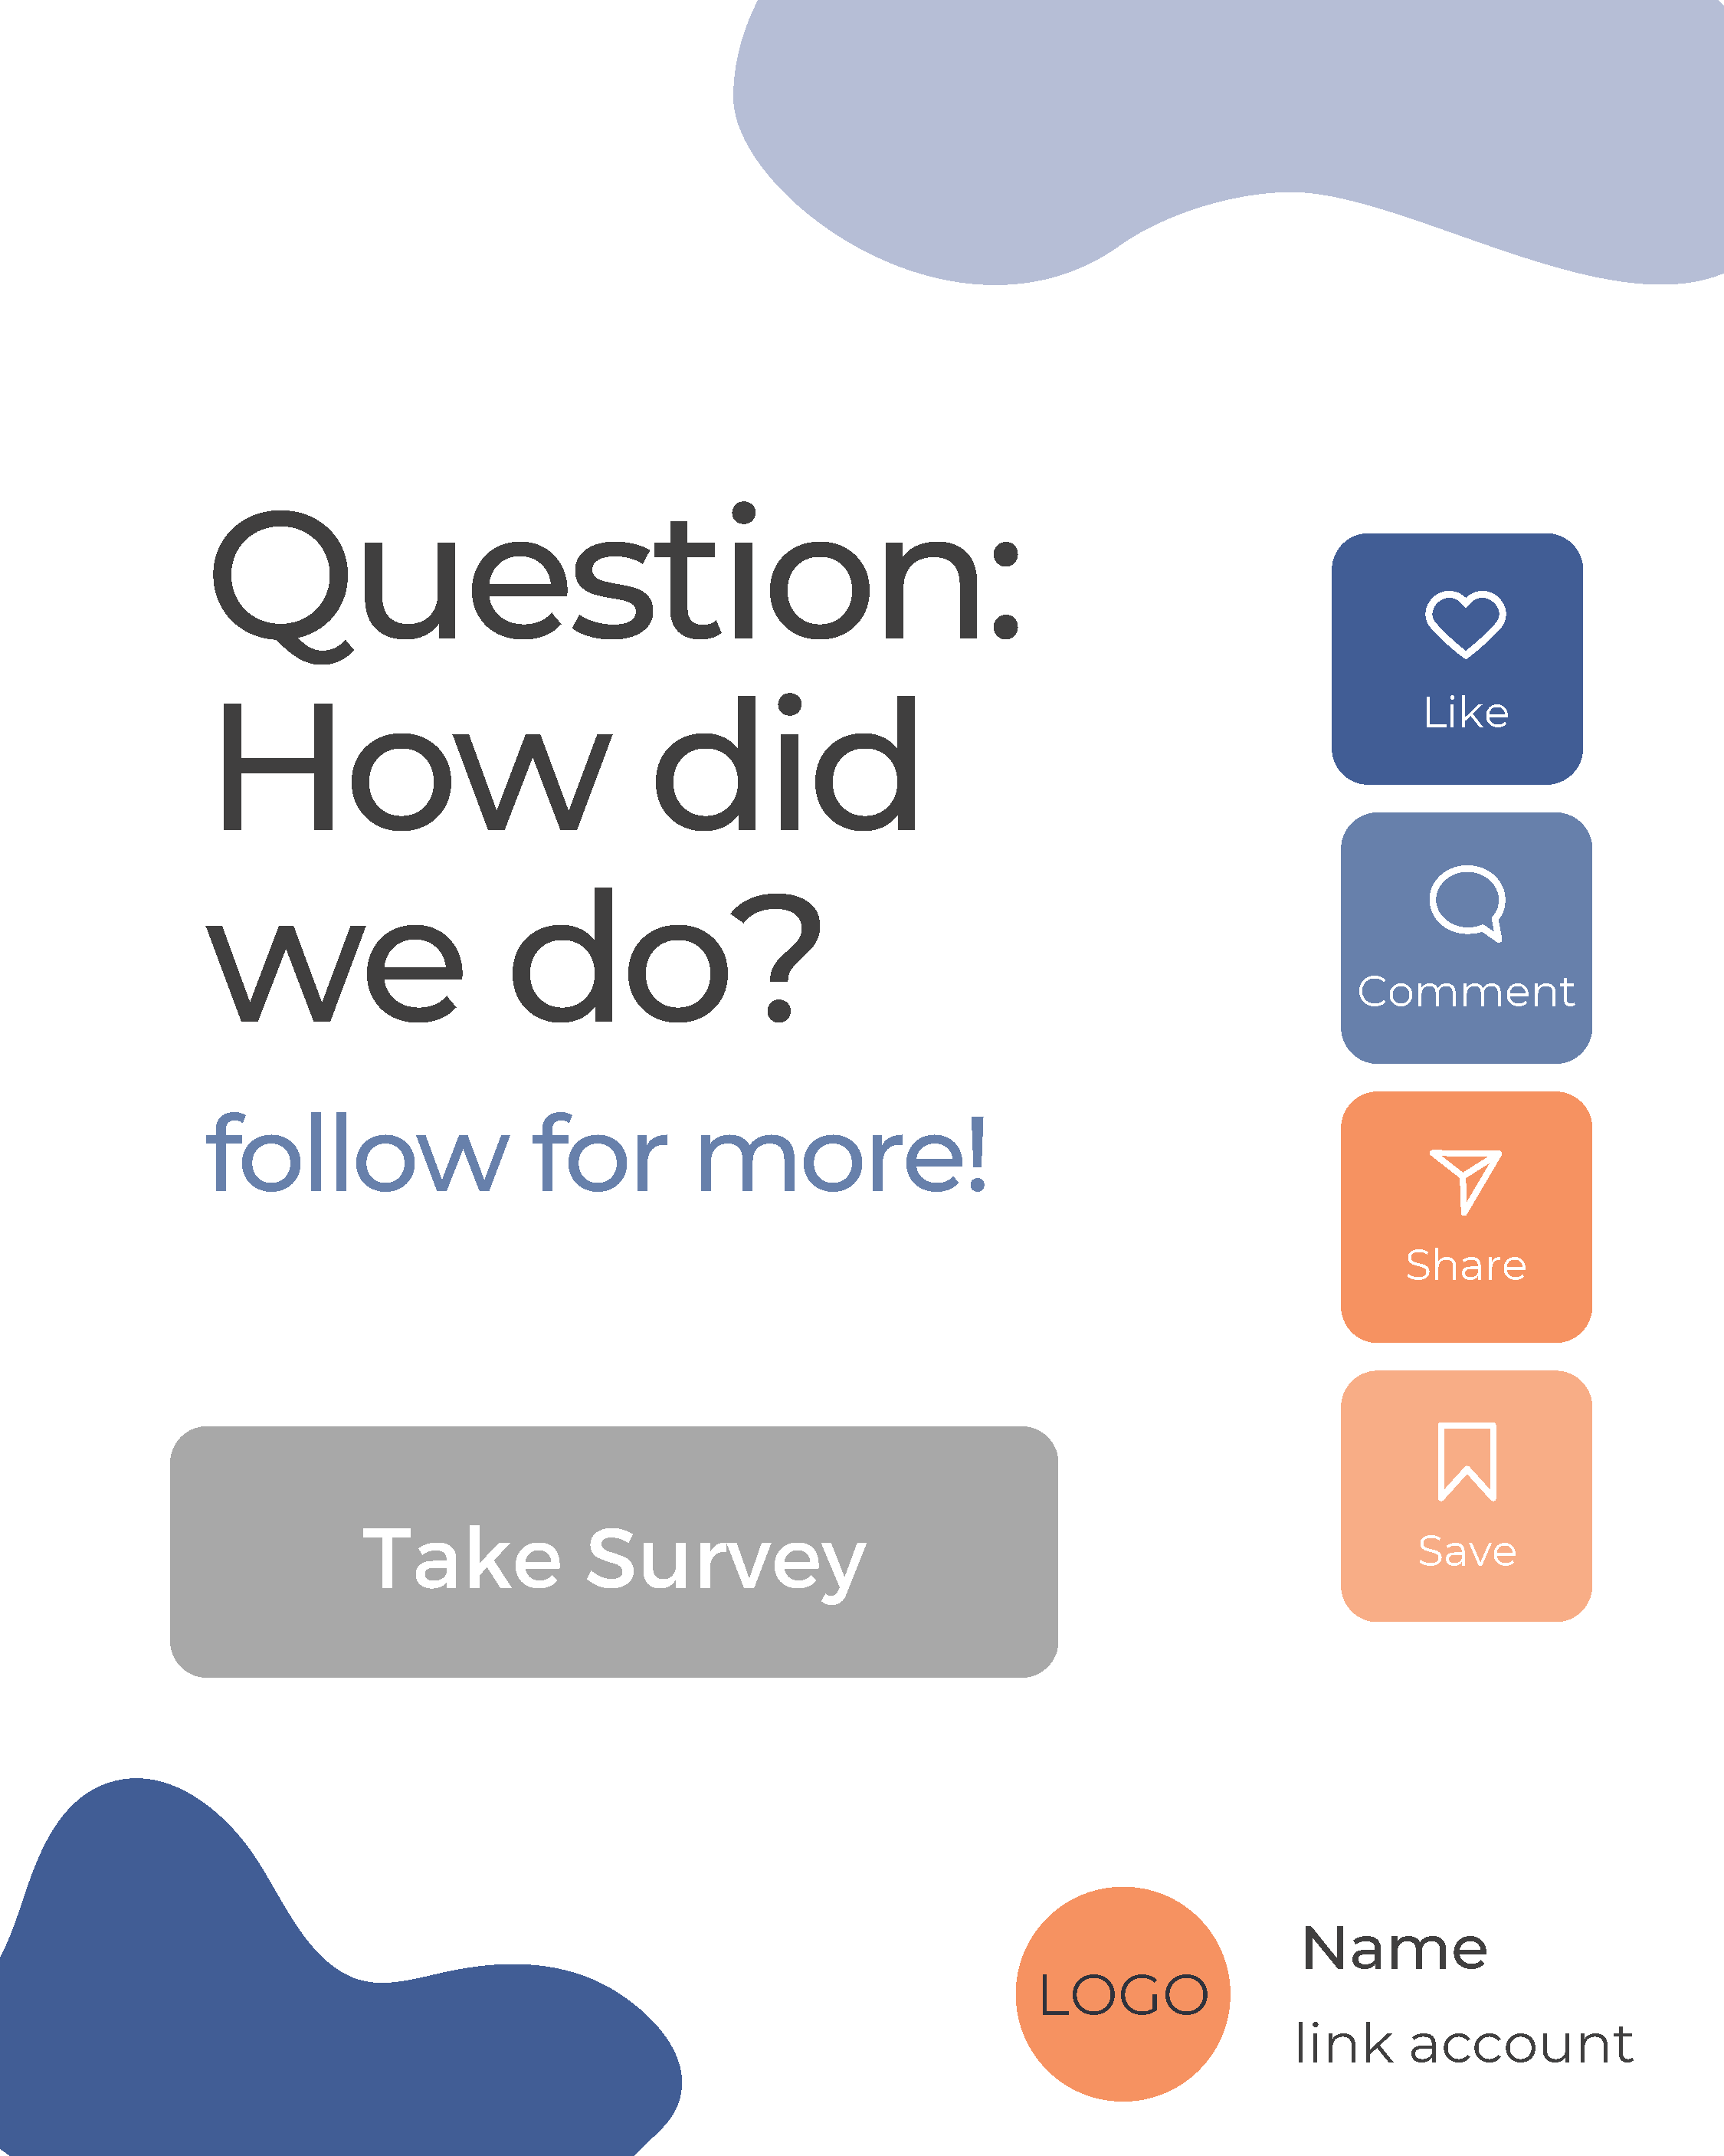 Question:
How did
we do?
follow for more!
Take Survey
Like
Comment
Share
Save
LOGO
Name
link account